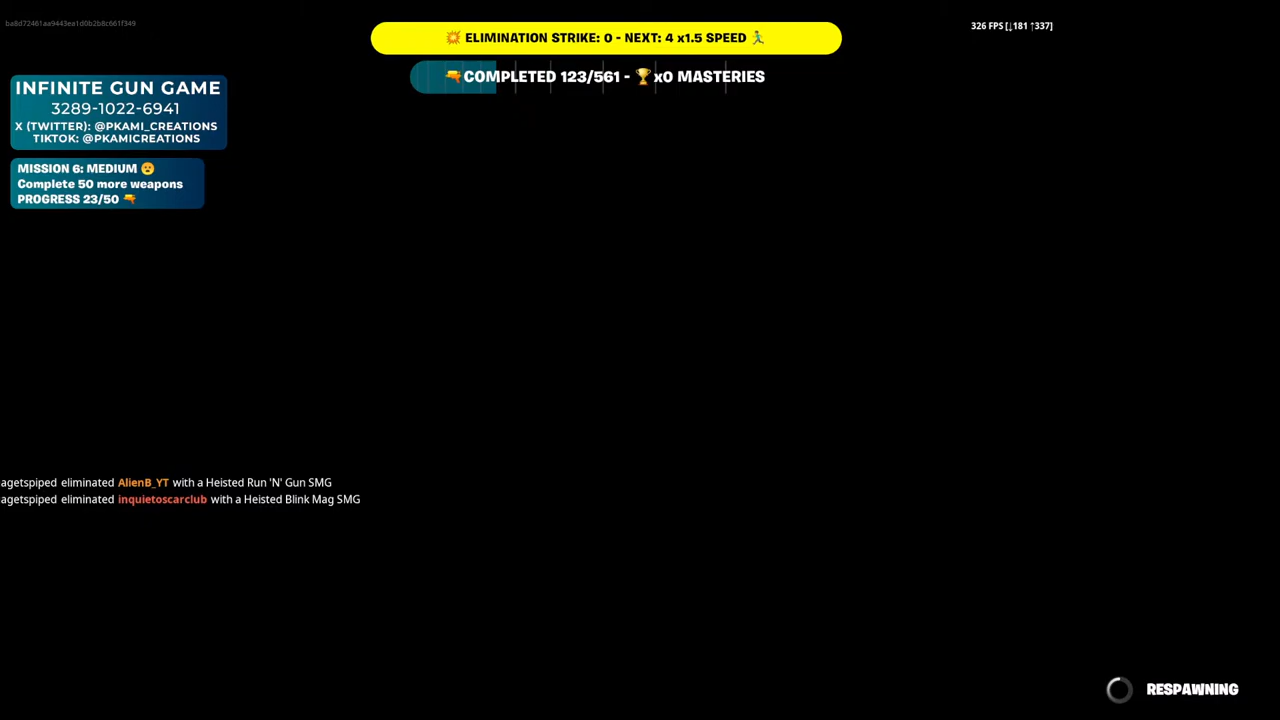 ba8d72461aa9443ea1d0b2b8c661f349
326 FPS [↓181 ↑337]
💥 ELIMINATION STRIKE: 0 - NEXT: 4 x1.5 SPEED 🏃‍♂️
🔫COMPLETED 123/561 - 🏆x0 MASTERIES
INFINITE GUN GAME
3289-1022-6941
X (TWITTER): @PKAMI_CREATIONS
TIKTOK: @PKAMICREATIONS
MISSION 6: MEDIUM 😮
Complete 50 more weapons
PROGRESS 23/50 🔫
agetspiped eliminated AlienB_YT with a Heisted Run 'N' Gun SMG
agetspiped eliminated inquietoscarclub with a Heisted Blink Mag SMG
RESPAWNING